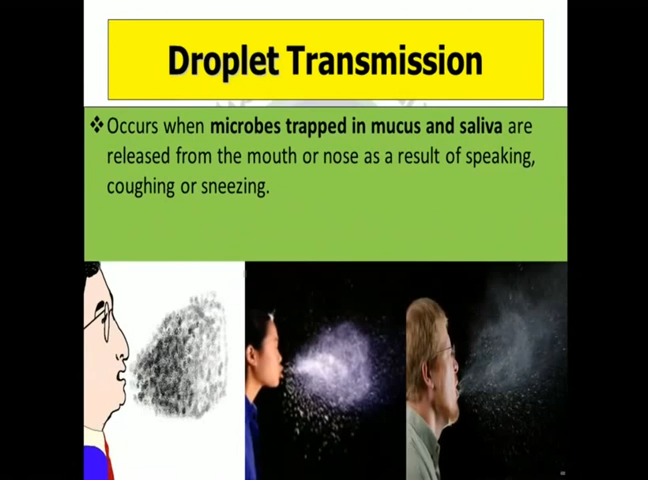 Droplet Transmission
❖Occurs when microbes trapped in mucus and saliva are
released from the mouth or nose as a result of speaking,
coughing or sneezing.